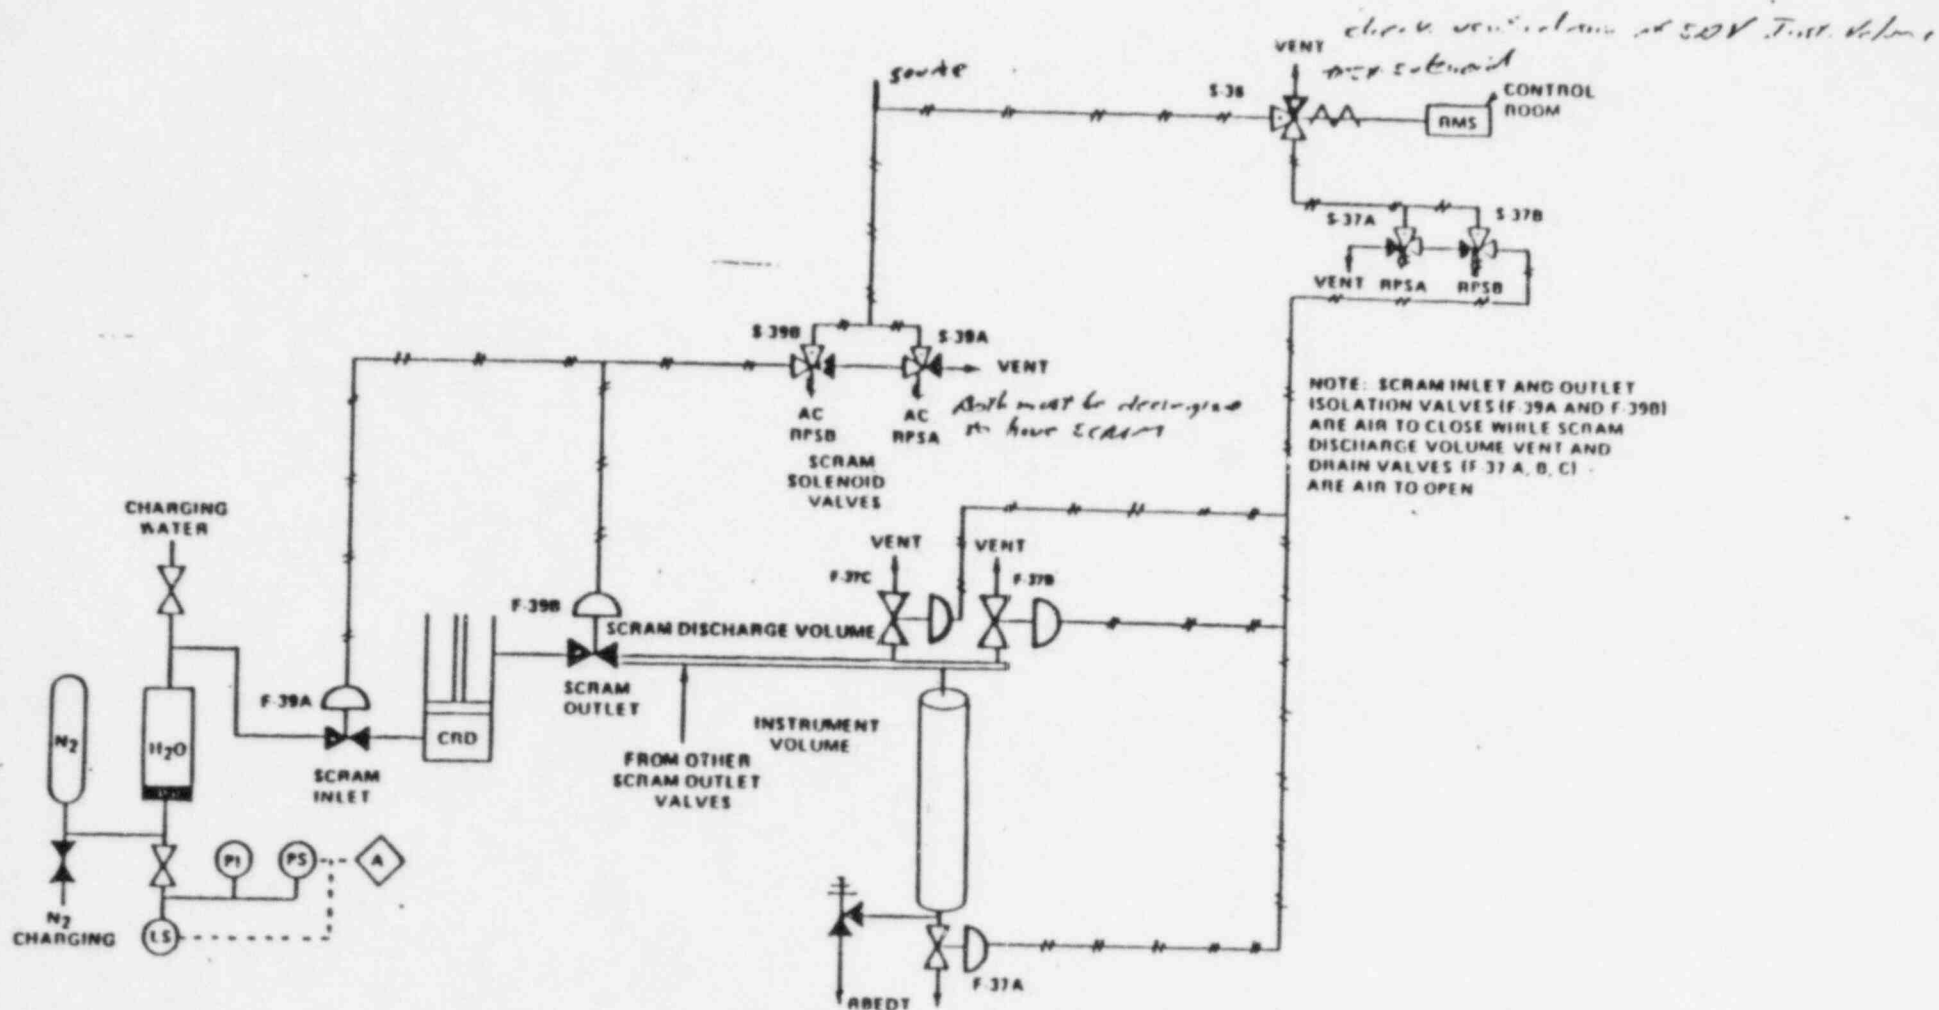 check
VENT
solenoid
source
S-38
CONTROL
ROOM
RMS
S-37A
S-37B
VENT RPSA RPSB
S-39B
S-39A
VENT
AC
RPSB
AC
RPSA
Both must be
to have SCRAM
SCRAM
SOLENOID
VALVES
NOTE: SCRAM INLET AND OUTLET
ISOLATION VALVES (F-39A AND F-39B)
ARE AIR TO CLOSE WHILE SCRAM
DISCHARGE VOLUME VENT AND
DRAIN VALVES (F-37 A, B, C)
ARE AIR TO OPEN
CHARGING
WATER
VENT
VENT
F-37C
F-37B
F-39B
SCRAM DISCHARGE VOLUME
F-39A
SCRAM
OUTLET
N2
H2O
CRD
INSTRUMENT
VOLUME
SCRAM
INLET
FROM OTHER
SCRAM OUTLET
VALVES
PI
PS
A
N2
CHARGING
LS
F-37A
RBEDT